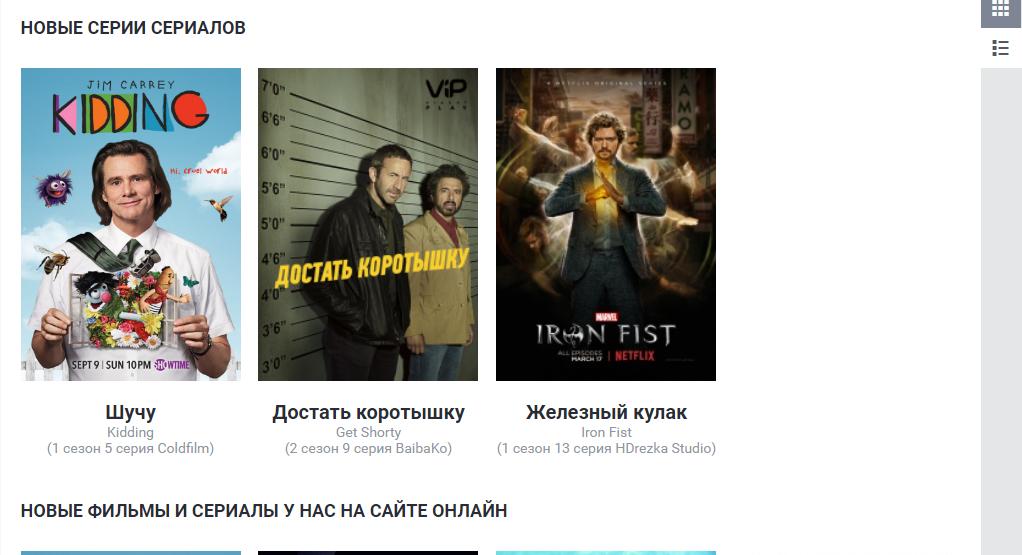 НОВЫЕ СЕРИИ СЕРИАЛОВ
JIM CARREY
KIDDING
Hi, cruel world
SEPT 9 | SUN 10PM SHOWTIME
ViP
PLAY
7'0"
6'6"
6'0"
5'6"
5'0"
4'6"
4'0"
3'6"
3'0"
ДОСТАТЬ КОРОТЫШКУ
A NETFLIX ORIGINAL SERIES
RAMO
MARVEL
IRON FIST
ALL EPISODES
MARCH 17 | NETFLIX
Шучу
Kidding
(1 сезон 5 серия Coldfilm)
Достать коротышку
Get Shorty
(2 сезон 9 серия BaibaKo)
Железный кулак
Iron Fist
(1 сезон 13 серия HDrezka Studio)
НОВЫЕ ФИЛЬМЫ И СЕРИАЛЫ У НАС НА САЙТЕ ОНЛАЙН